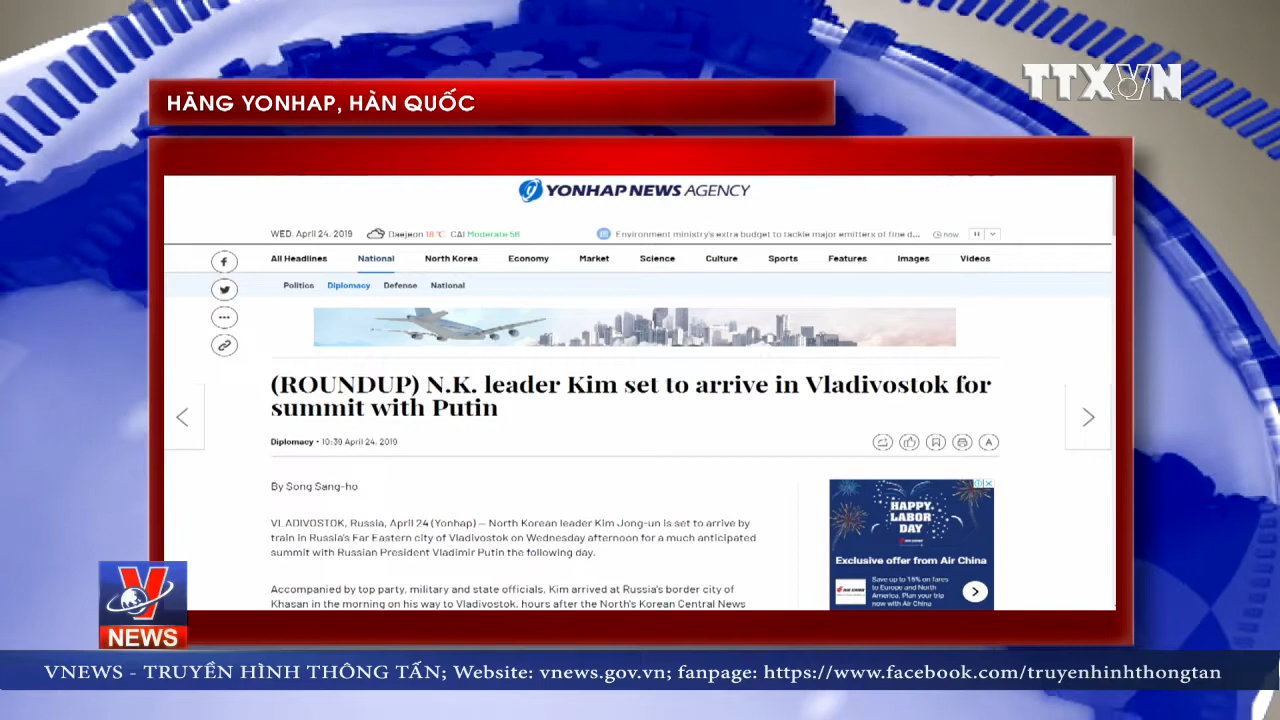 HÃNG YONHAP, HÀN QUỐC
TTXVN
YONHAP NEWS AGENCY
WED. April 24, 2019 Daejeon 18 °C CAI Moderate 56 Environment ministry's extra budget to tackle major emitters of fine d... now
All Headlines National North Korea Economy Market Science Culture Sports Features Images Videos
Politics Diplomacy Defense National
(ROUNDUP) N.K. leader Kim set to arrive in Vladivostok for
summit with Putin
Diplomacy • 10:39 April 24, 2019
A
By Song Sang-ho
VLADIVOSTOK, Russia, April 24 (Yonhap) — North Korean leader Kim Jong-un is set to arrive by
train in Russia's Far Eastern city of Vladivostok on Wednesday afternoon for a much anticipated
summit with Russian President Vladimir Putin the following day.
Accompanied by top party, military and state officials, Kim arrived at Russia's border city of
Khasan in the morning on his way to Vladivostok, hours after the North's Korean Central News
HAPPY
LABOR
DAY
AIR CHINA
Exclusive offer from Air China
AIR CHINA
Save up to 15% on fares
to Europe and North
America. Plan your trip
now with Air China
V
NEWS
VNEWS - TRUYỀN HÌNH THÔNG TẤN; Website: vnews.gov.vn; fanpage: https://www.facebook.com/truyenhinhthongtan